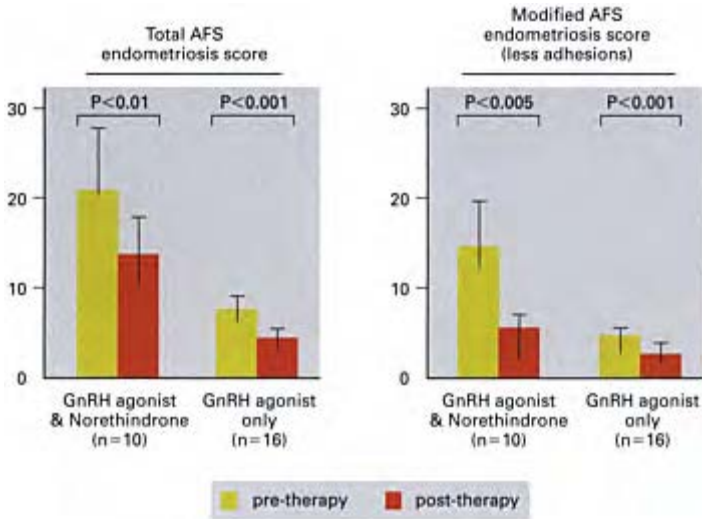 Total AFS
endometriosis score
30
20
10
0
P<0.01
P<0.001
GnRH agonist
& Norethindrone
(n=10)
GnRH agonist
only
(n=16)
Modified AFS
endometriosis score
(less adhesions)
30
20
10
0
P<0.005
P<0.001
GnRH agonist
& Norethindrone
(n=10)
GnRH agonist
only
(n=16)
pre-therapy
post-therapy